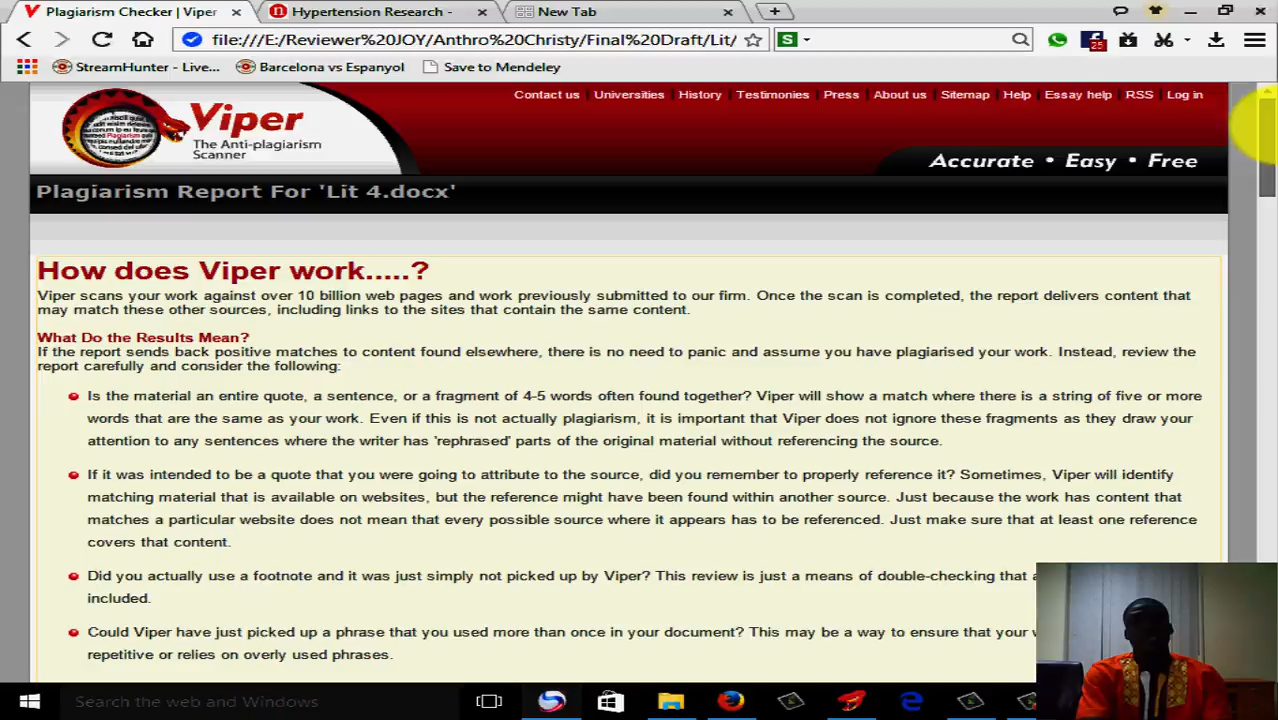 Plagiarism Checker | Viper
Hypertension Research -
New Tab
file:///E:/Reviewer%20JOY/Anthro%20Christy/Final%20Draft/Lit/
S
25
StreamHunter - Live...
Barcelona vs Espanyol
Save to Mendeley
Contact us
Universities
History
Testimonies
Press
About us
Sitemap
Help
Essay help
RSS
Log in
Viper
The Anti-plagiarism
Scanner
Accurate • Easy • Free
Plagiarism Report For 'Lit 4.docx'
How does Viper work.....?
Viper scans your work against over 10 billion web pages and work previously submitted to our firm. Once the scan is completed, the report delivers content that
may match these other sources, including links to the sites that contain the same content.
What Do the Results Mean?
If the report sends back positive matches to content found elsewhere, there is no need to panic and assume you have plagiarised your work. Instead, review the
report carefully and consider the following:
Is the material an entire quote, a sentence, or a fragment of 4-5 words often found together? Viper will show a match where there is a string of five or more
words that are the same as your work. Even if this is not actually plagiarism, it is important that Viper does not ignore these fragments as they draw your
attention to any sentences where the writer has 'rephrased' parts of the original material without referencing the source.
If it was intended to be a quote that you were going to attribute to the source, did you remember to properly reference it? Sometimes, Viper will identify
matching material that is available on websites, but the reference might have been found within another source. Just because the work has content that
matches a particular website does not mean that every possible source where it appears has to be referenced. Just make sure that at least one reference
covers that content.
Did you actually use a footnote and it was just simply not picked up by Viper? This review is just a means of double-checking that
included.
Could Viper have just picked up a phrase that you used more than once in your document? This may be a way to ensure that your
repetitive or relies on overly used phrases.
Search the web and Windows